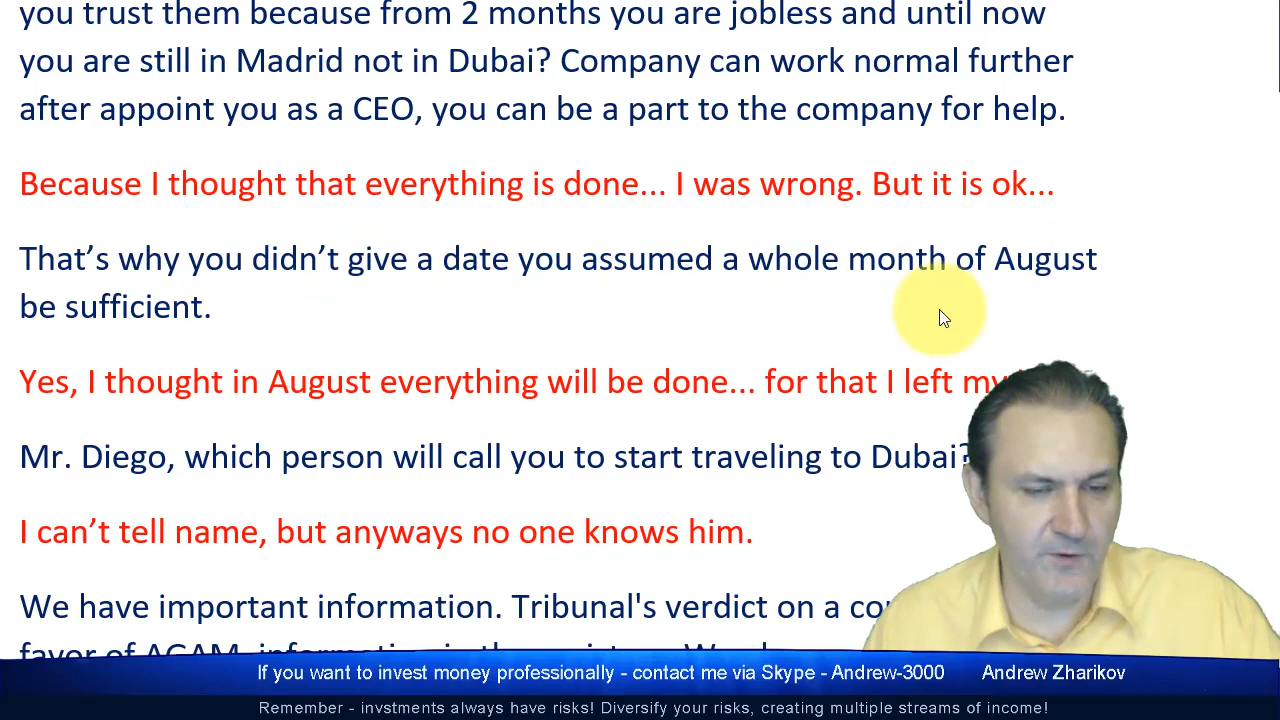 you trust them because from 2 months you are jobless and until now
you are still in Madrid not in Dubai? Company can work normal further
after appoint you as a CEO, you can be a part to the company for help.
Because I thought that everything is done... I was wrong. But it is ok...
That’s why you didn’t give a date you assumed a whole month of August
be sufficient.
Yes, I thought in August everything will be done... for that I left
Mr. Diego, which person will call you to start traveling to Dubai?
I can’t tell name, but anyways no one knows him.
We have important information. Tribunal's verdict on a
favor of AGAM,
If you want to invest money professionally - contact me via Skype - Andrew-3000 Andrew Zharikov
Remember - invstments always have risks! Diversify your risks, creating multiple streams of income!